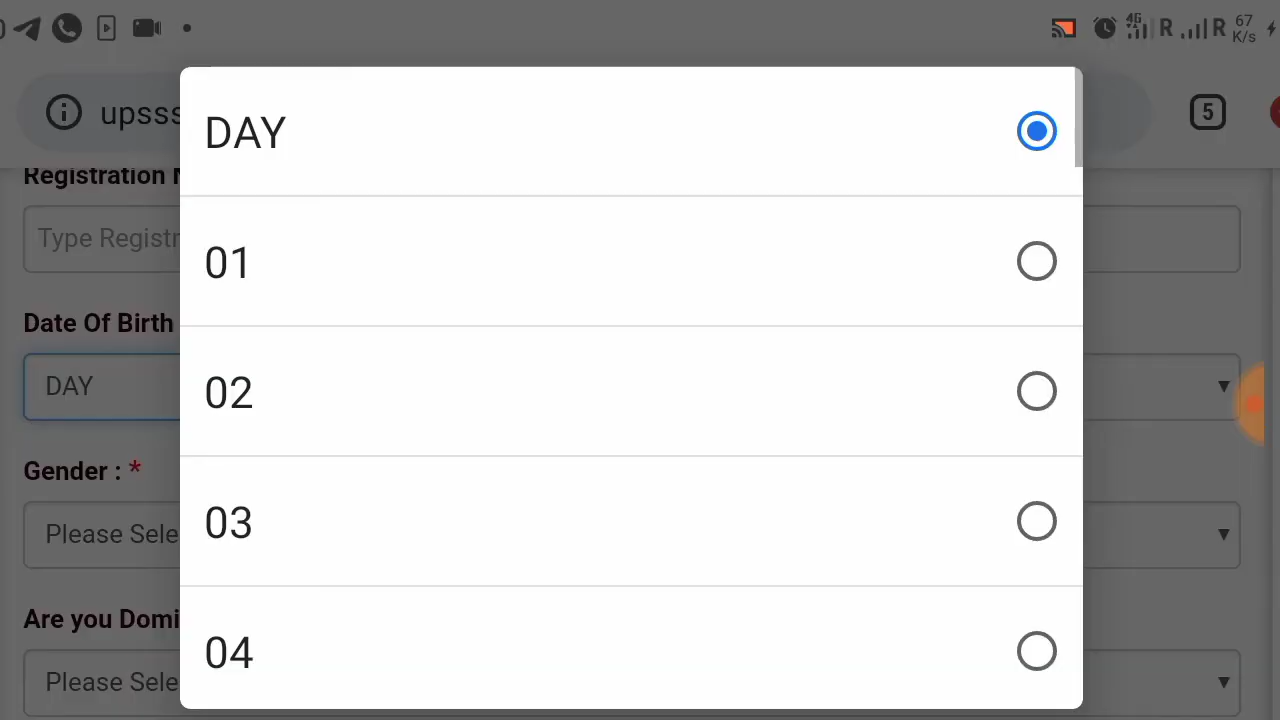 4G R R 67
K/s
upsss
5
DAY
Registration
Type Registr
01
Date Of Birth
DAY
02
Gender : *
Please Sele
03
Are you Domi
Please Sele
04